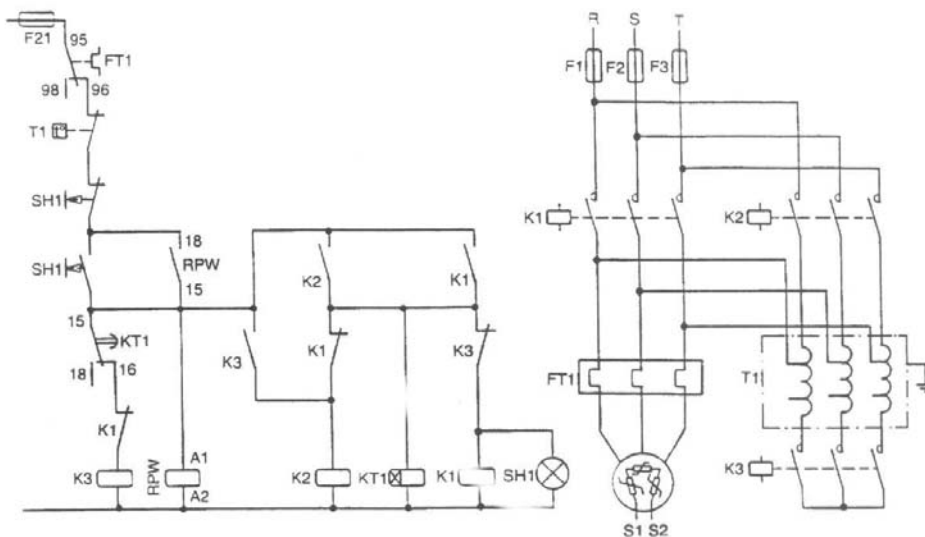 F21
95
FT1
98
96
T1
1°
SH1
18
RPW
SH1
15
15
KT1
18
16
K1
K3
A1
RPW
A2
K2
K1
K3
K1
K3
K2
KT1
K1
SH1
R
S
T
F1
F2
F3
K1
K2
FT1
T1
K3
S1
S2